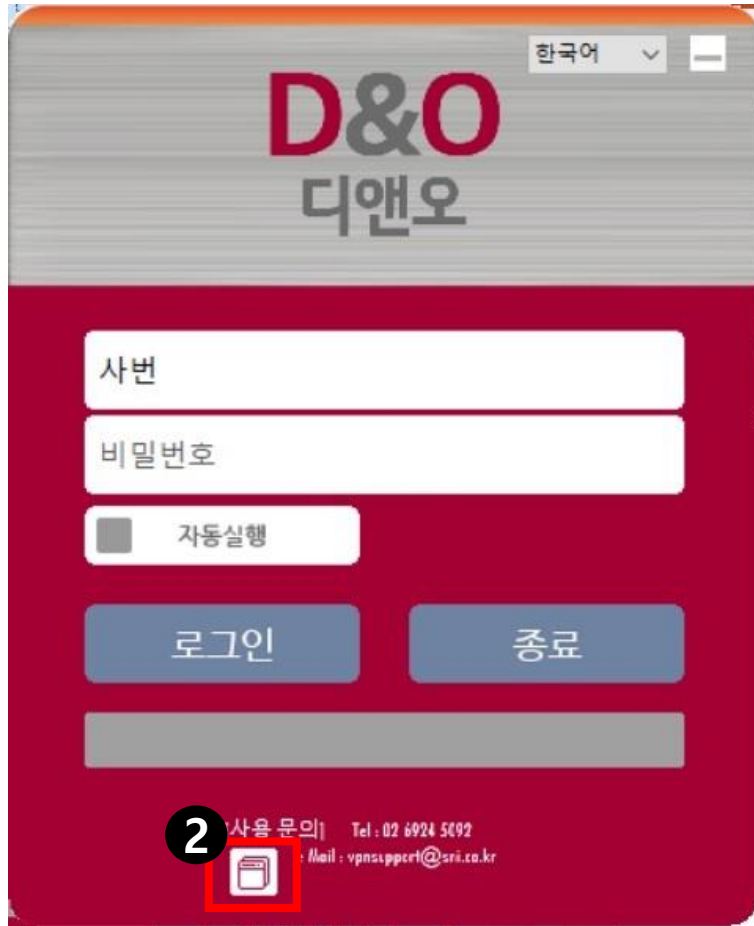 한국어
D&O
디앤오
사번
비밀번호
자동실행
로그인
종료
사용 문의] Tel : 02 6924 5092
2
Mail : vpnsupport@sri.co.kr